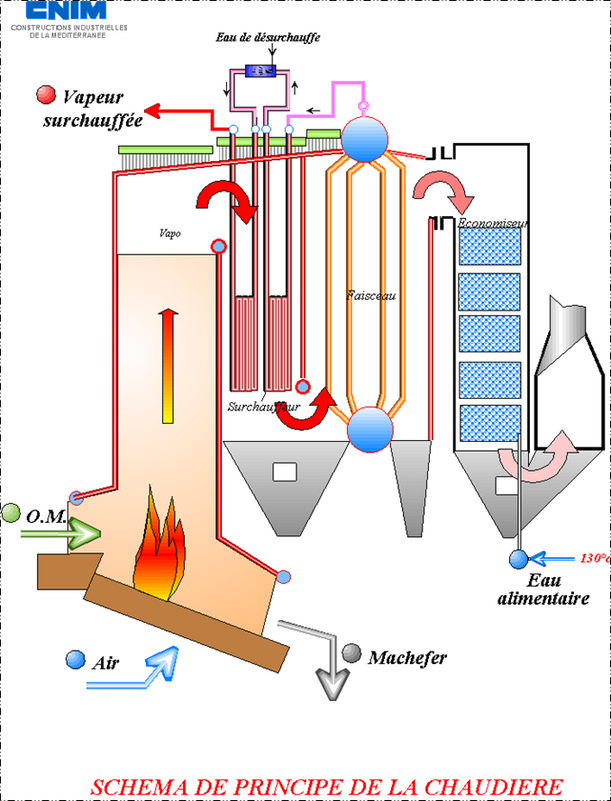 CNIM
CONSTRUCTIONS INDUSTRIELLES
DE LA MEDITERRANEE
Eau de désurchauffe
Vapeur
surchauffée
Vapo
Economiseur
Faisceau
Surchauffeur
O.M.
130°
Eau
alimentaire
Air
Machefer
SCHEMA DE PRINCIPE DE LA CHAUDIERE